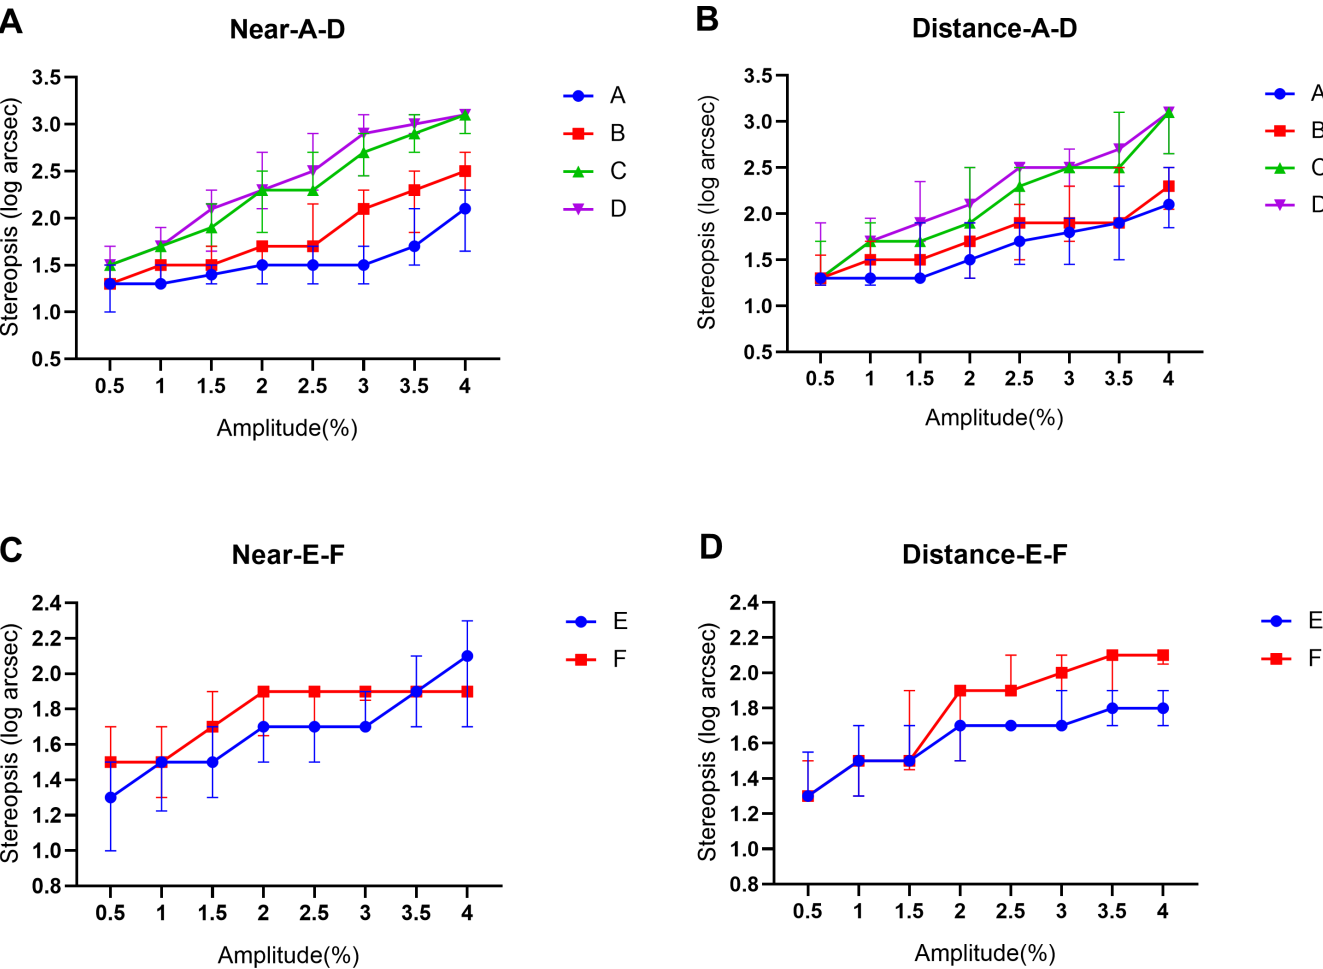 A
Near-A-D
Stereopsis (log arcsec)
3.5
3.0
2.5
2.0
1.5
1.0
0.5
0.5 1 1.5 2 2.5 3 3.5 4
Amplitude(%)
A
B
C
D
B
Distance-A-D
Stereopsis (log arcsec)
3.5
3.0
2.5
2.0
1.5
1.0
0.5
0.5 1 1.5 2 2.5 3 3.5 4
Amplitude(%)
A
B
C
D
C
Near-E-F
Stereopsis (log arcsec)
2.4
2.2
2.0
1.8
1.6
1.4
1.2
1.0
0.8
0.5 1 1.5 2 2.5 3 3.5 4
Amplitude(%)
E
F
D
Distance-E-F
Stereopsis (log arcsec)
2.4
2.2
2.0
1.8
1.6
1.4
1.2
1.0
0.8
0.5 1 1.5 2 2.5 3 3.5 4
Amplitude(%)
E
F